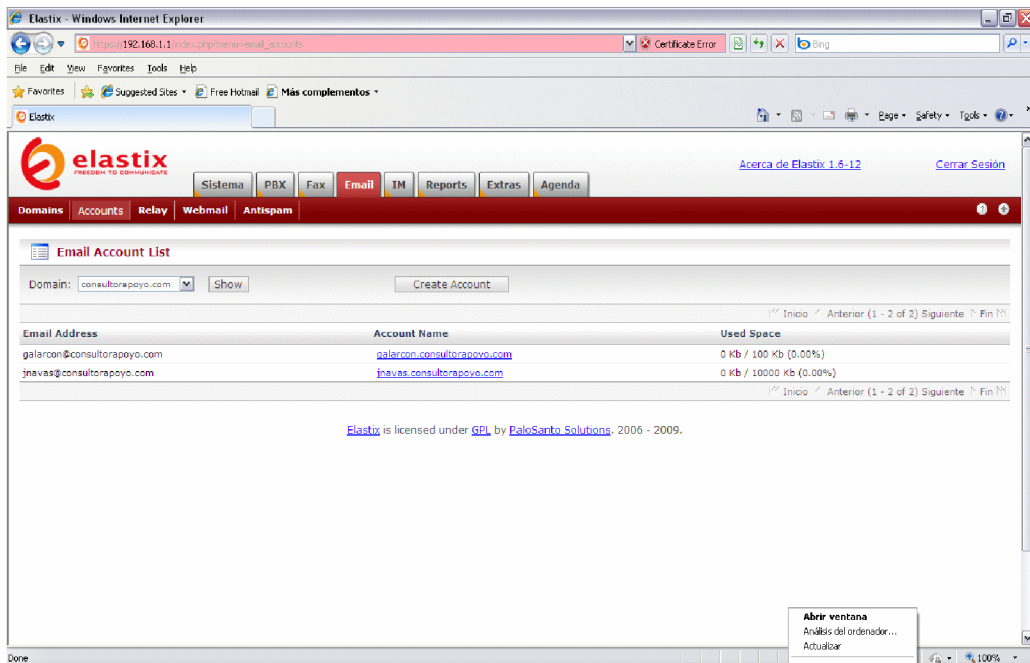 Elastix - Windows Internet Explorer
https://192.168.1.1/index.php?menu=email_accounts Certificate Error Bing
File Edit View Favorites Tools Help
Favorites Suggested Sites Free Hotmail Más complementos
Elastix Page Safety Tools
elastix
FREEDOM TO COMMUNICATE
Acerca de Elastix 1.6-12 Cerrar Sesión
Sistema PBX Fax Email IM Reports Extras Agenda
Domains Accounts Relay Webmail Antispam
Email Account List
Domain: consultorapoyo.com Show Create Account
Inicio Anterior (1 - 2 of 2) Siguiente Fin
Email Address Account Name Used Space
galarcon@consultorapoyo.com galarcon.consultorapoyo.com 0 Kb / 100 Kb (0.00%)
jnavas@consultorapoyo.com jnavas.consultorapoyo.com 0 Kb / 10000 Kb (0.00%)
Inicio Anterior (1 - 2 of 2) Siguiente Fin
Elastix is licensed under GPL by PaloSanto Solutions. 2006 - 2009.
Abrir ventana
Análisis del ordenador...
Actualizar
Done 100%